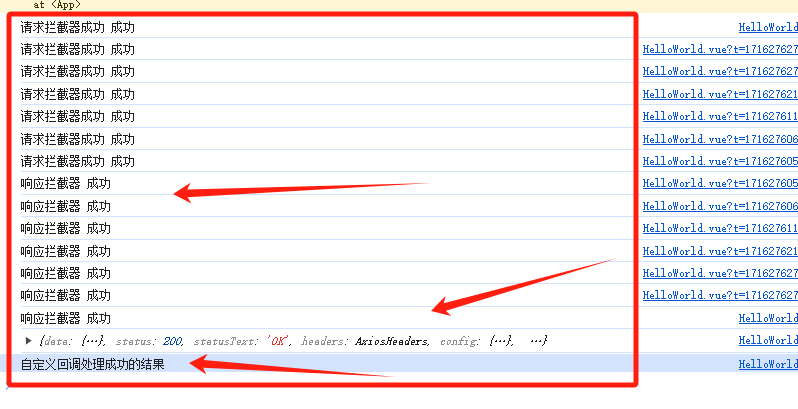 at <App>
请求拦截器成功 成功 HelloWorld
请求拦截器成功 成功 HelloWorld.vue?t=171627627
请求拦截器成功 成功 HelloWorld.vue?t=171627627
请求拦截器成功 成功 HelloWorld.vue?t=171627621
请求拦截器成功 成功 HelloWorld.vue?t=171627611
请求拦截器成功 成功 HelloWorld.vue?t=171627606
请求拦截器成功 成功 HelloWorld.vue?t=171627605
响应拦截器 成功 HelloWorld.vue?t=171627605
响应拦截器 成功 HelloWorld.vue?t=171627606
响应拦截器 成功 HelloWorld.vue?t=171627611
响应拦截器 成功 HelloWorld.vue?t=171627621
响应拦截器 成功 HelloWorld.vue?t=171627627
响应拦截器 成功 HelloWorld.vue?t=171627627
响应拦截器 成功 HelloWorld
{data: {…}, status: 200, statusText: 'OK', headers: AxiosHeaders, config: {…}, …} HelloWorld
自定义回调处理成功的结果 HelloWorld